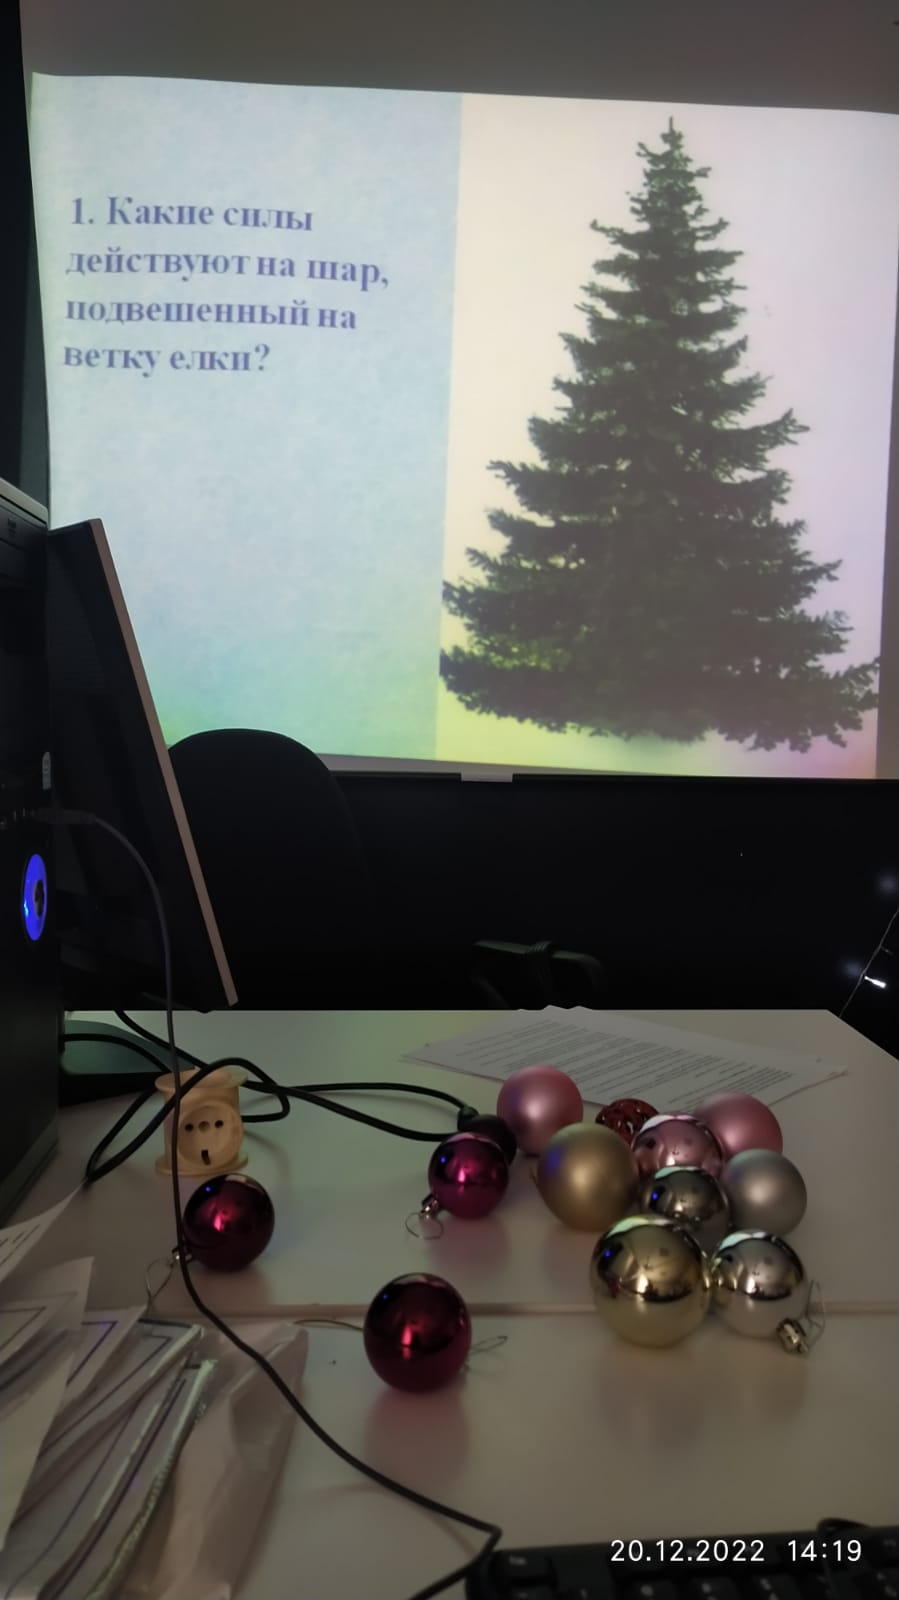 1. Какие силы
действуют на шар,
подвешенный на
ветку елки?
20.12.2022 14:19